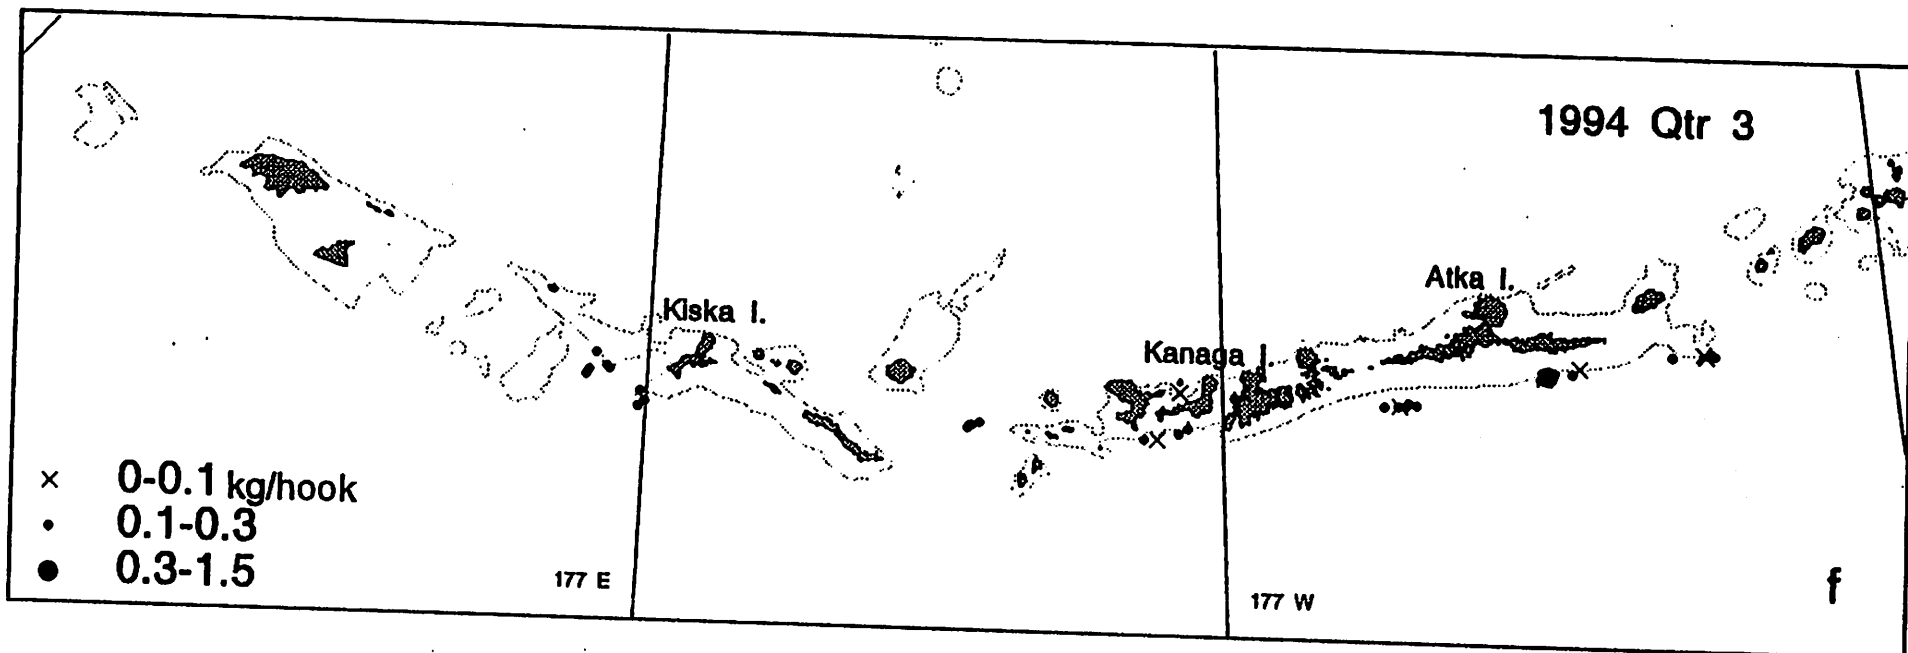 1994 Qtr 3
Atka I.
Kiska I.
Kanaga I.
× 0-0.1 kg/hook
• 0.1-0.3
● 0.3-1.5
177 E
177 W
f